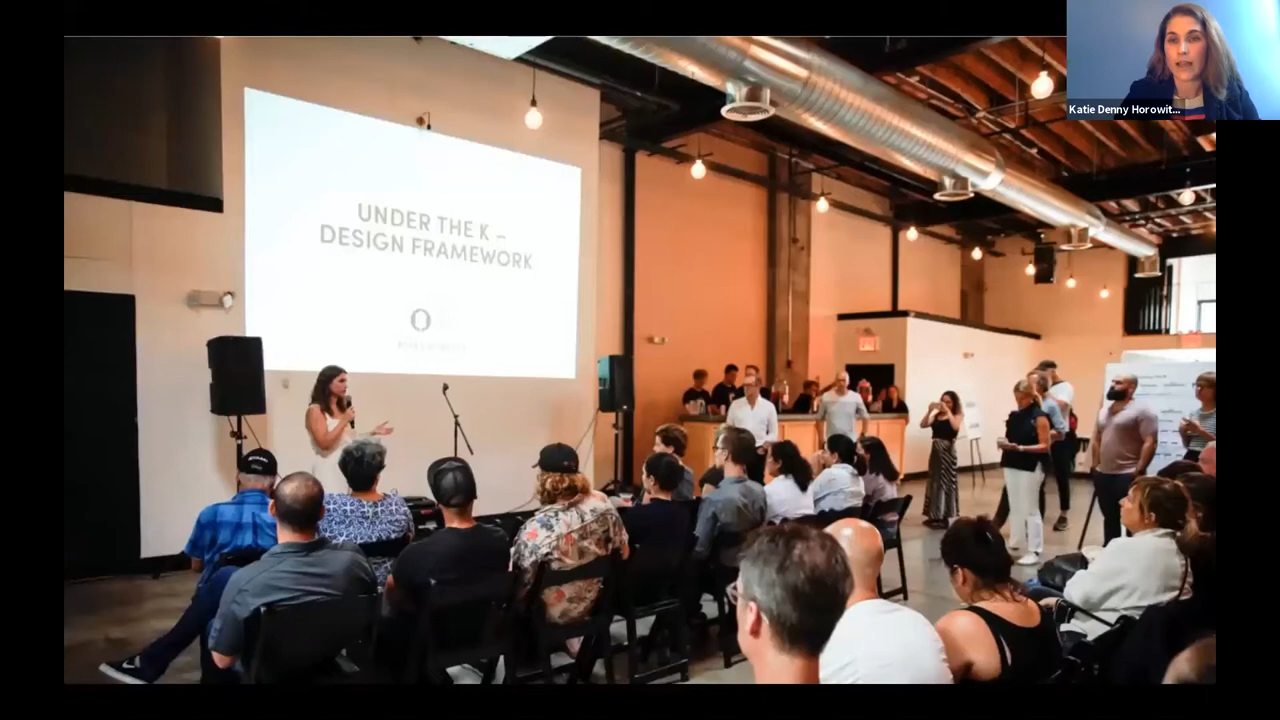 Katie Denny Horowit...
UNDER THE K –
DESIGN FRAMEWORK